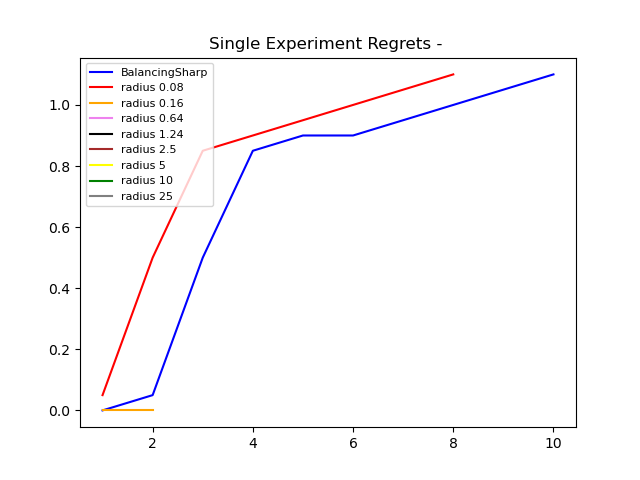 Single Experiment Regrets -
BalancingSharp
radius 0.08
radius 0.16
radius 0.64
radius 1.24
radius 2.5
radius 5
radius 10
radius 25
1.0
0.8
0.6
0.4
0.2
0.0
2 4 6 8 10